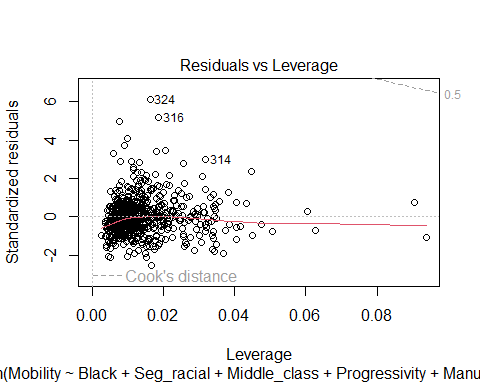 Residuals vs Leverage
Standardized residuals
6
4
2
0
-2
324
316
314
0.5
Cook's distance
0.00
0.02
0.04
0.06
0.08
Leverage
n(Mobility ~ Black + Seg_racial + Middle_class + Progressivity + Manu